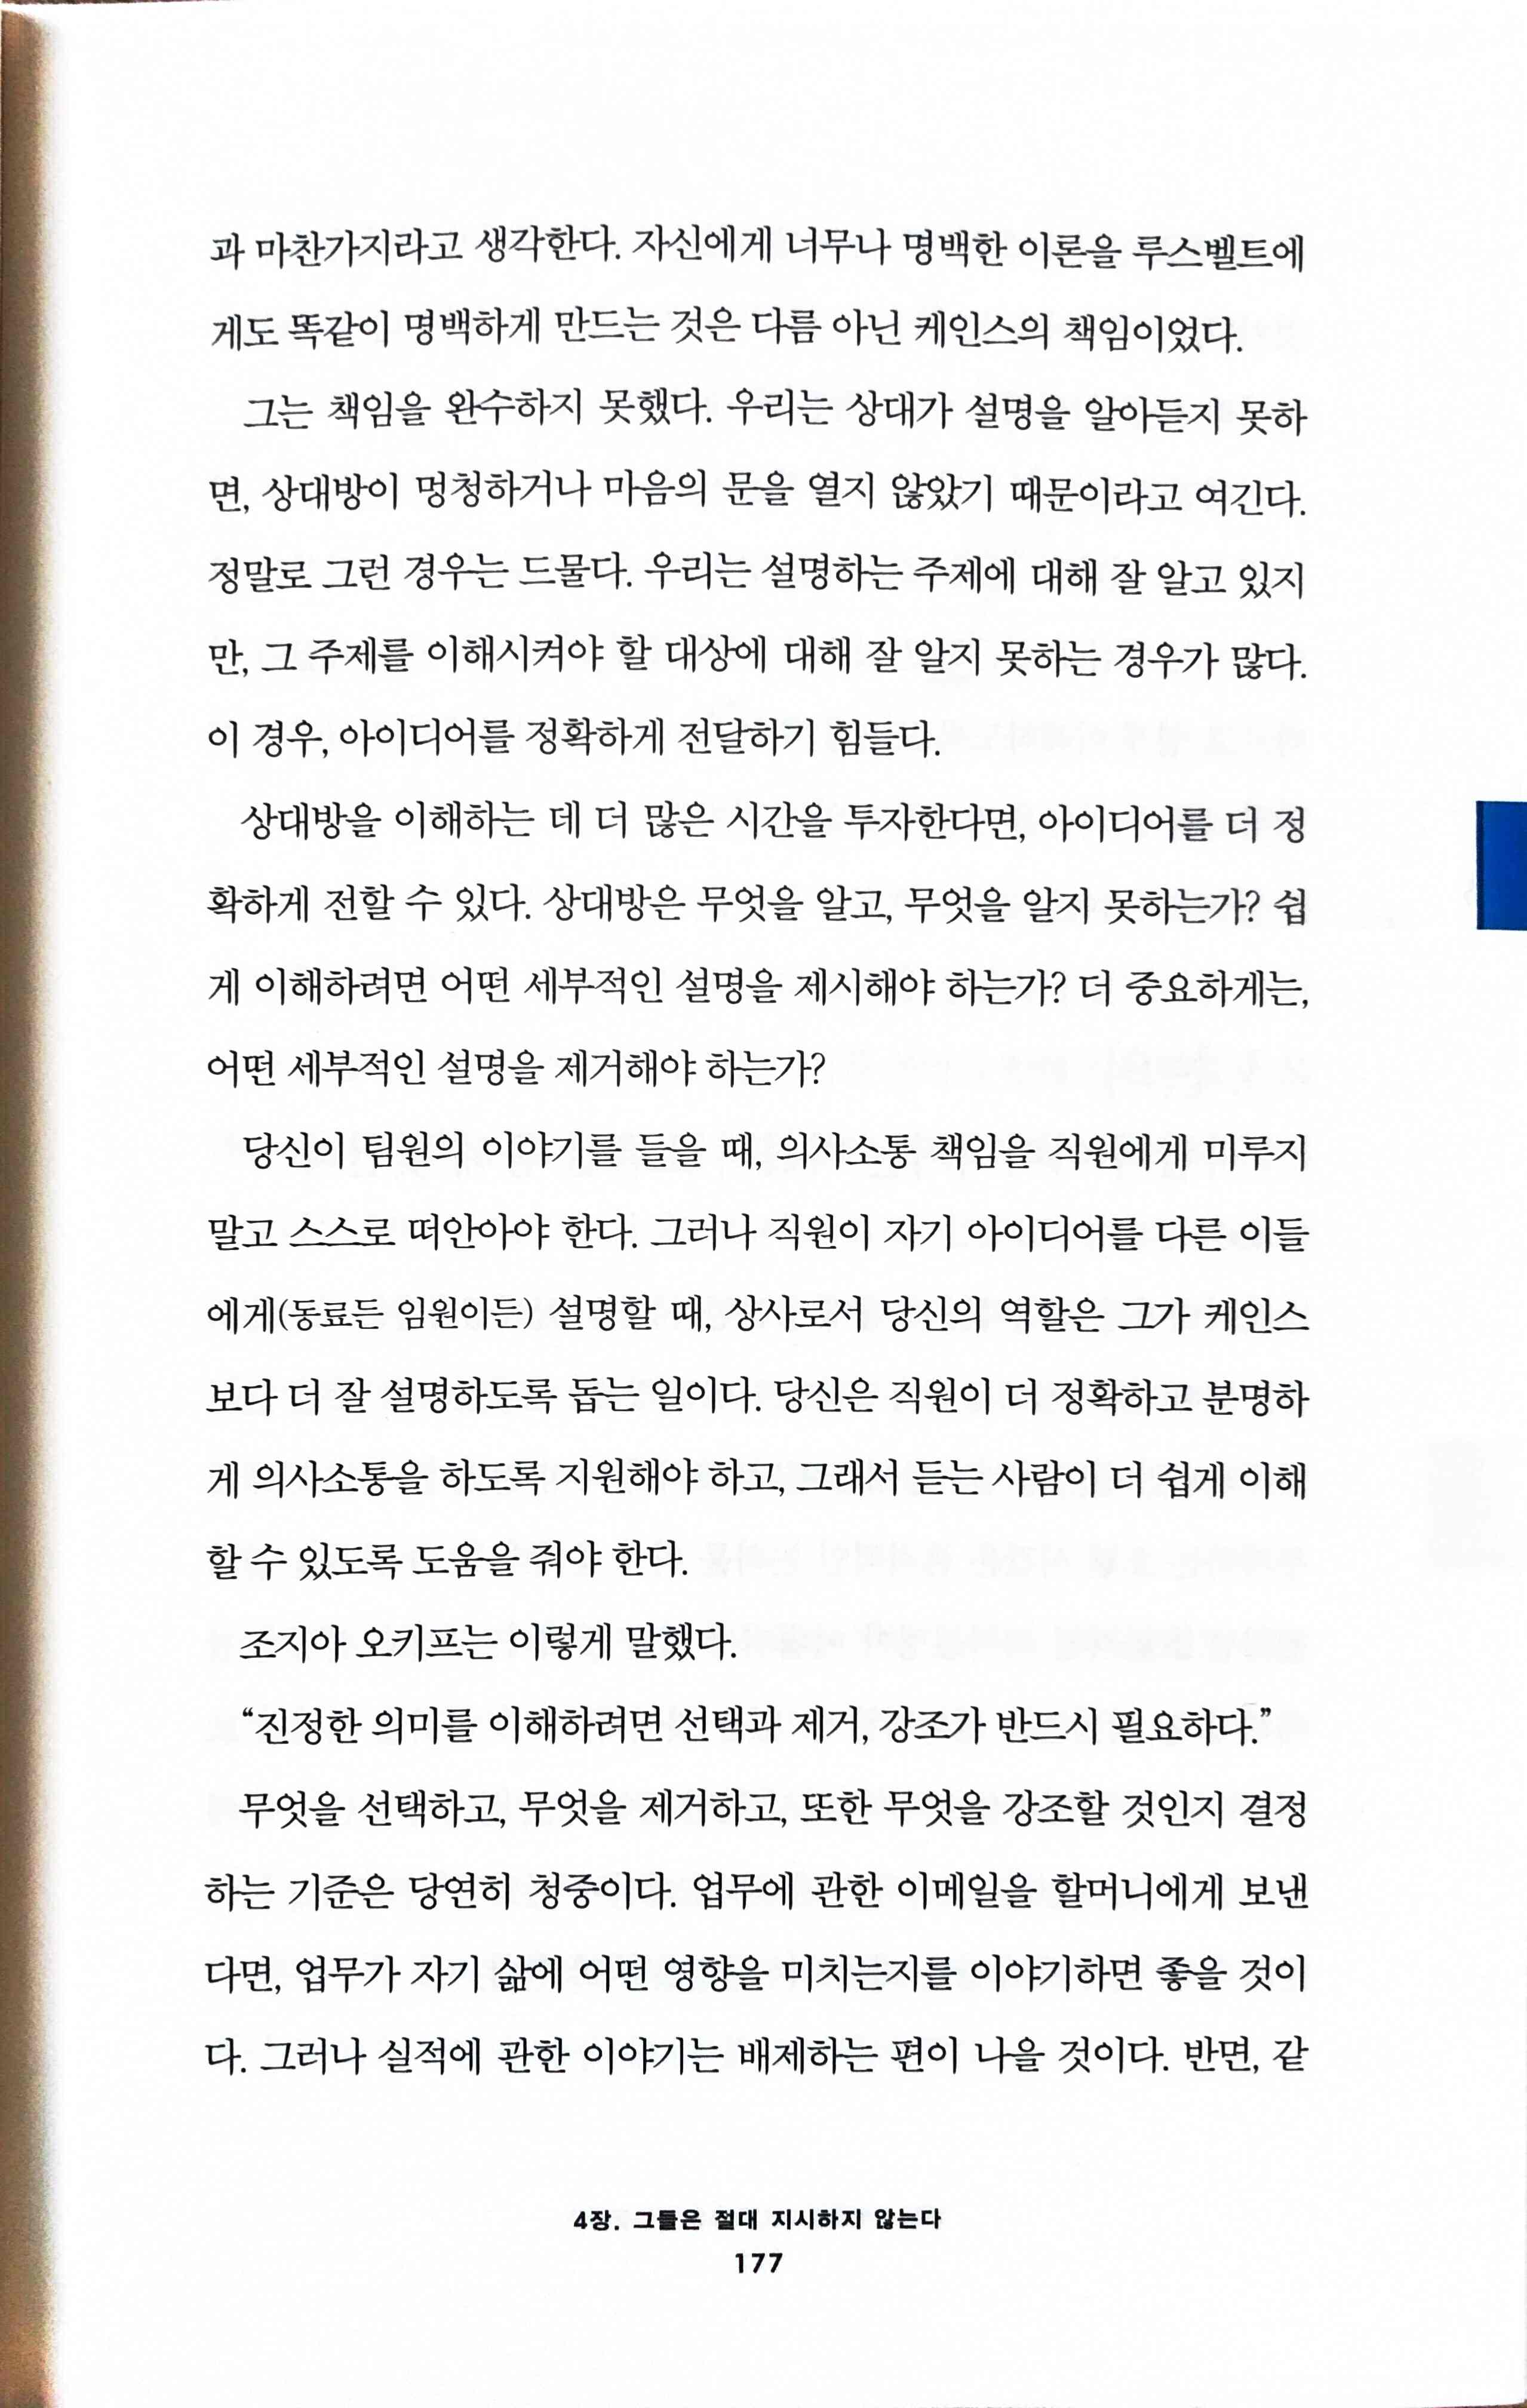 과 마찬가지라고 생각한다. 자신에게 너무나 명백한 이론을 루스벨트에
게도 똑같이 명백하게 만드는 것은 다름 아닌 케인스의 책임이었다.
그는 책임을 완수하지 못했다. 우리는 상대가 설명을 알아듣지 못하
면, 상대방이 멍청하거나 마음의 문을 열지 않았기 때문이라고 여긴다.
정말로 그런 경우는 드물다. 우리는 설명하는 주제에 대해 잘 알고 있지
만, 그 주제를 이해시켜야 할 대상에 대해 잘 알지 못하는 경우가 많다.
이 경우, 아이디어를 정확하게 전달하기 힘들다.
상대방을 이해하는 데 더 많은 시간을 투자한다면, 아이디어를 더 정
확하게 전할 수 있다. 상대방은 무엇을 알고, 무엇을 알지 못하는가? 쉽
게 이해하려면 어떤 세부적인 설명을 제시해야 하는가? 더 중요하게는,
어떤 세부적인 설명을 제거해야 하는가?
당신이 팀원의 이야기를 들을 때, 의사소통 책임을 직원에게 미루지
말고 스스로 떠안아야 한다. 그러나 직원이 자기 아이디어를 다른 이들
에게(동료든 임원이든) 설명할 때, 상사로서 당신의 역할은 그가 케인스
보다 더 잘 설명하도록 돕는 일이다. 당신은 직원이 더 정확하고 분명하
게 의사소통을 하도록 지원해야 하고, 그래서 듣는 사람이 더 쉽게 이해
할 수 있도록 도움을 줘야 한다.
조지아 오키프는 이렇게 말했다.
“진정한 의미를 이해하려면 선택과 제거, 강조가 반드시 필요하다.”
무엇을 선택하고, 무엇을 제거하고, 또한 무엇을 강조할 것인지 결정
하는 기준은 당연히 청중이다. 업무에 관한 이메일을 할머니에게 보낸
다면, 업무가 자기 삶에 어떤 영향을 미치는지를 이야기하면 좋을 것이
다. 그러나 실적에 관한 이야기는 배제하는 편이 나을 것이다. 반면, 같
4장. 그들은 절대 지시하지 않는다
177